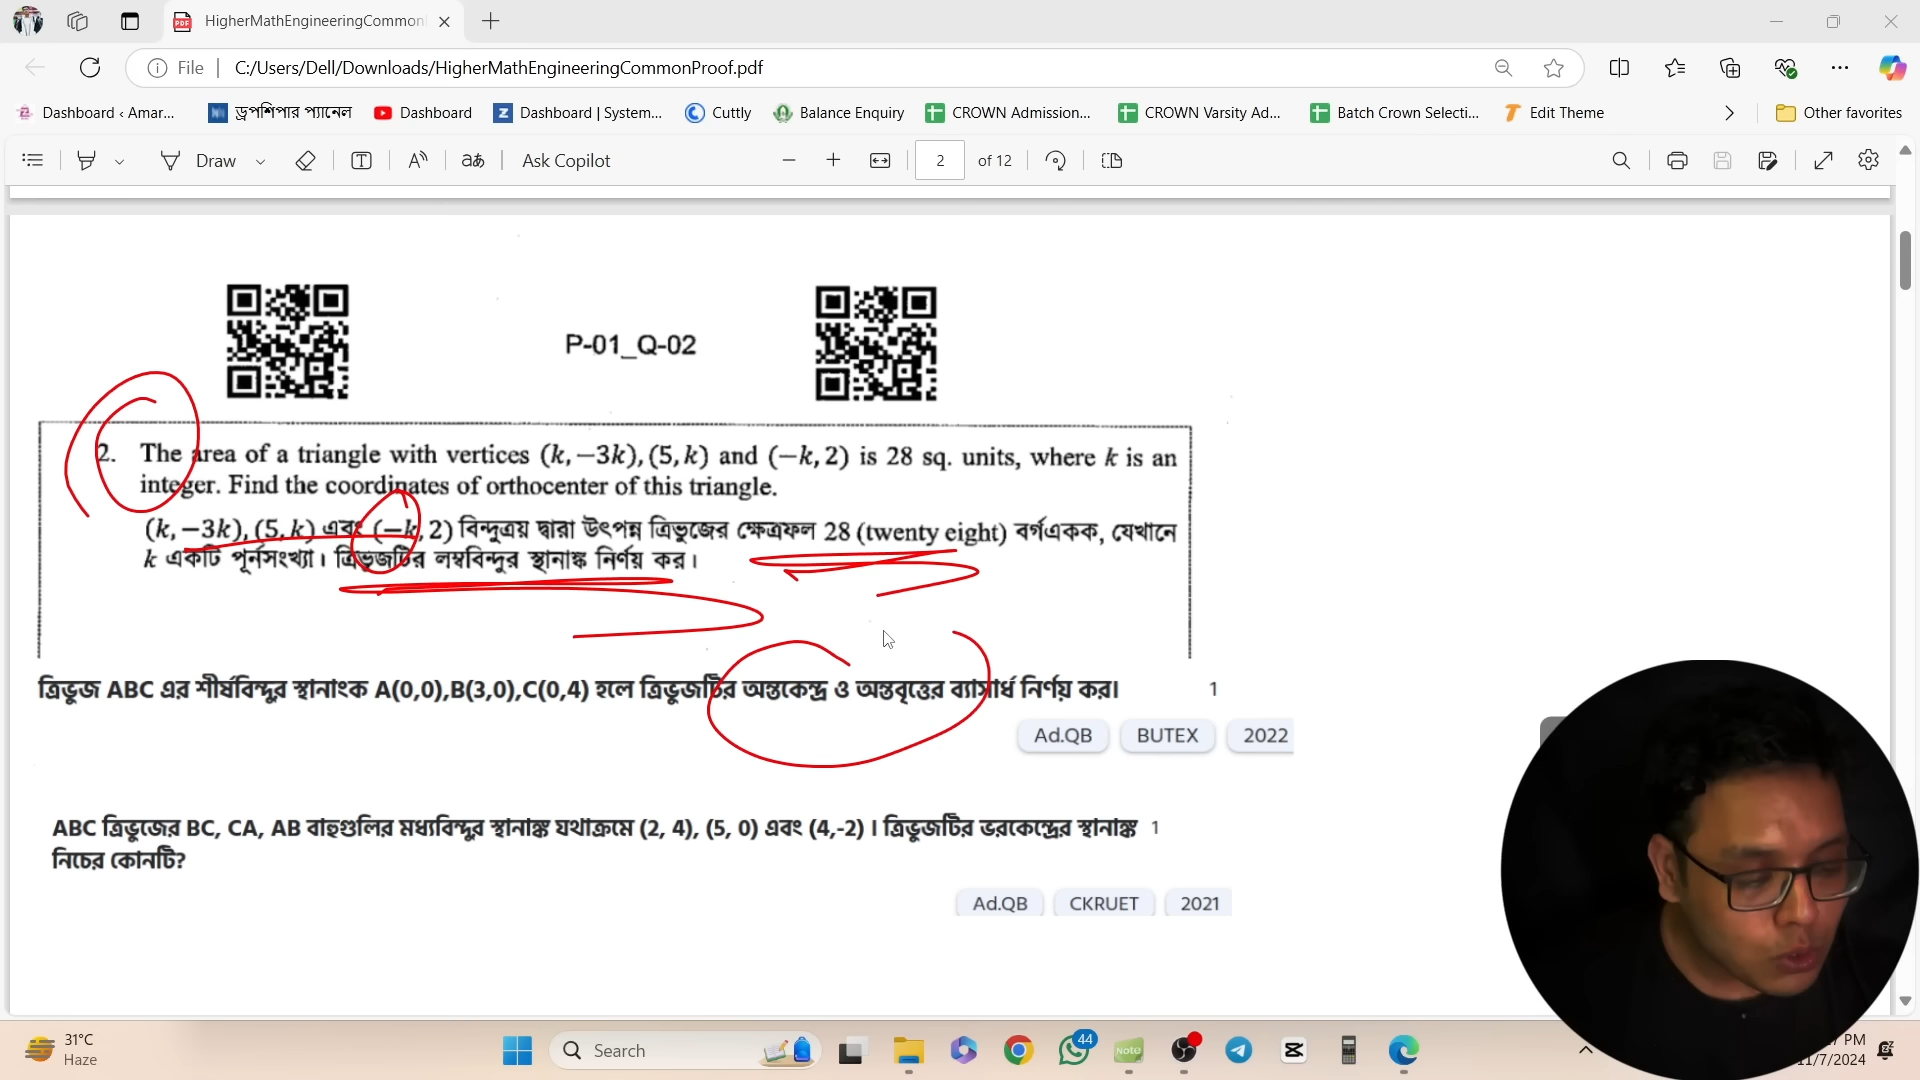 HigherMathEngineeringCommon
File
C:/Users/Dell/Downloads/HigherMathEngineeringCommonProof.pdf
Dashboard ‹ Amar...
ড্রপশিপার প্যানেল
Dashboard
Dashboard | System...
Cuttly
Balance Enquiry
CROWN Admission...
CROWN Varsity Ad...
Batch Crown Selecti...
Edit Theme
Other favorites
Draw
Ask Copilot
2 of 12
P-01_Q-02
2. The area of a triangle with vertices (k, −3k), (5, k) and (−k, 2) is 28 sq. units, where k is an
integer. Find the coordinates of orthocenter of this triangle.
(k, −3k), (5, k) এবং (−k, 2) বিন্দুত্রয় দ্বারা উৎপন্ন ত্রিভুজের ক্ষেত্রফল 28 (twenty eight) বর্গএকক, যেখানে
k একটি পূর্নসংখ্যা। ত্রিভুজটির লম্ববিন্দুর স্থানাঙ্ক নির্ণয় কর।
ত্রিভুজ ABC এর শীর্ষবিন্দুর স্থানাংক A(0,0),B(3,0),C(0,4) হলে ত্রিভুজটির অন্তকেন্দ্র ও অন্তবৃত্তের ব্যাসার্ধ নির্ণয় কর। 1
Ad.QB BUTEX 2022
ABC ত্রিভুজের BC, CA, AB বাহুগুলির মধ্যবিন্দুর স্থানাঙ্ক যথাক্রমে (2, 4), (5, 0) এবং (4,-2) । ত্রিভুজটির ভরকেন্দ্রের স্থানাঙ্ক 1
নিচের কোনটি?
Ad.QB CKRUET 2021
31°C
Haze
Search
44
PM
11/7/2024